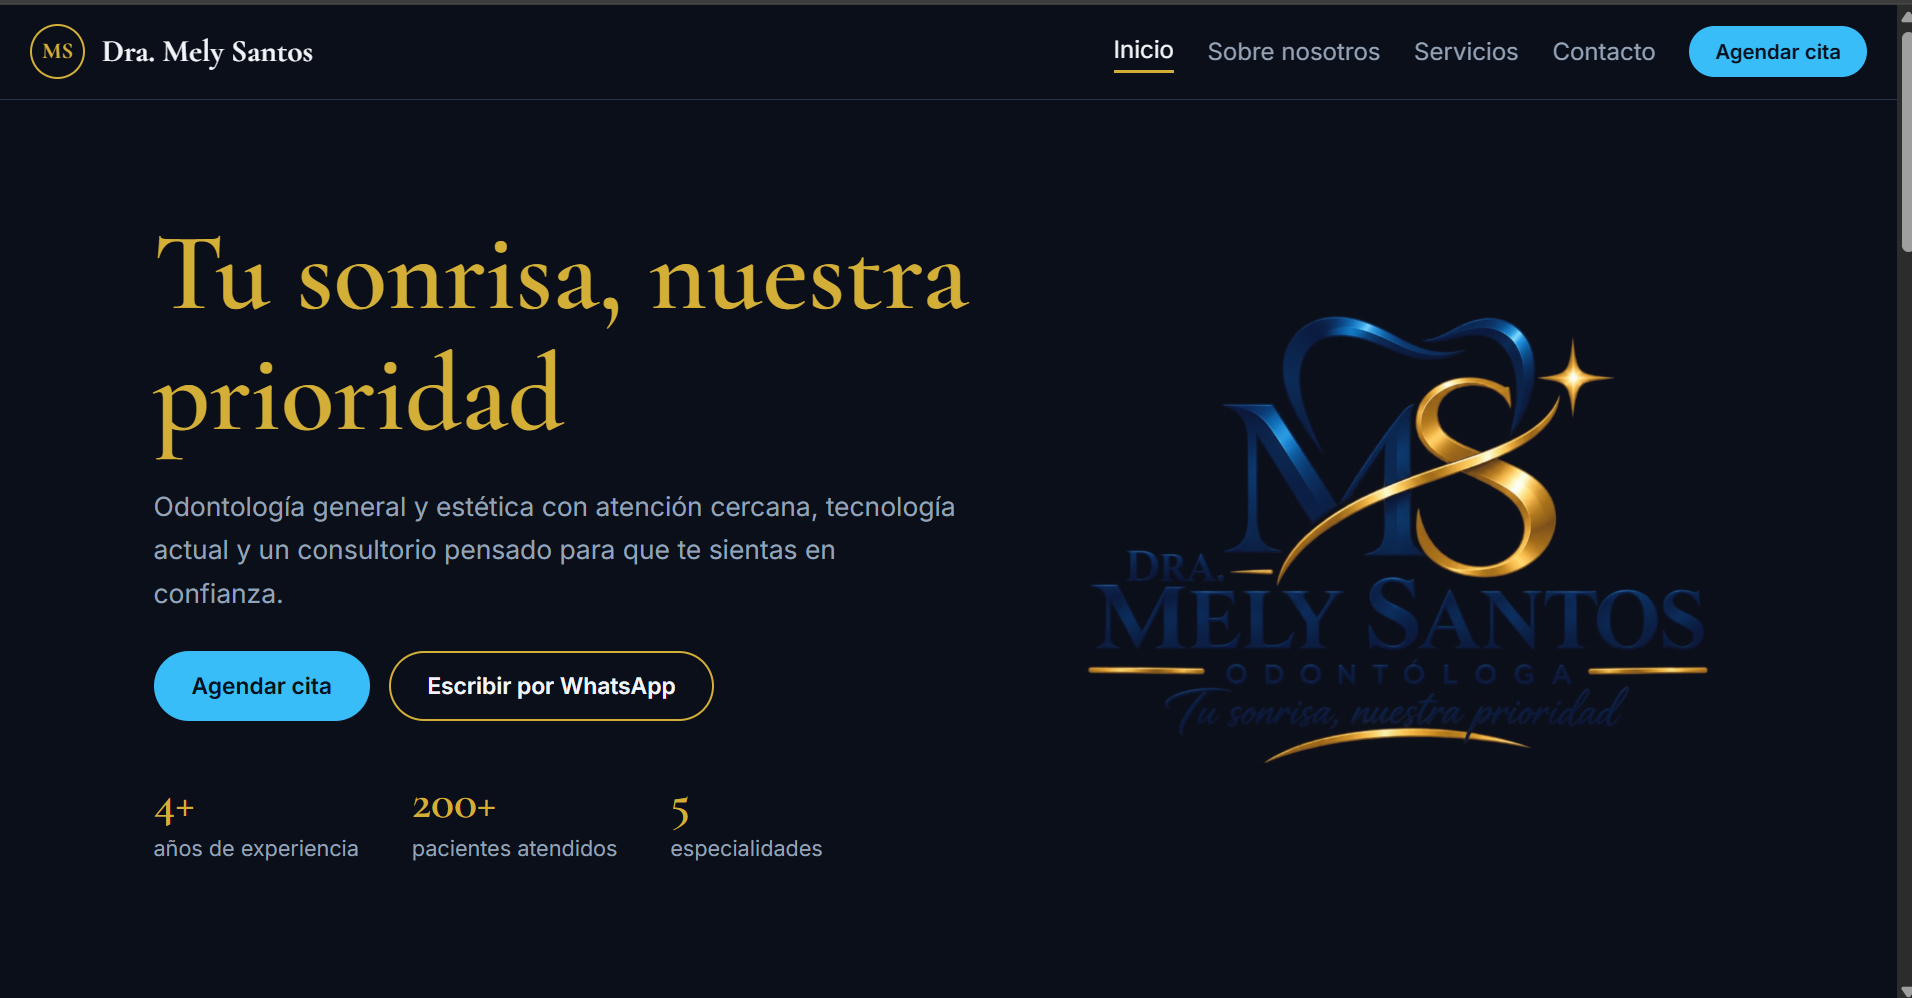 MS Dra. Mely Santos
Inicio Sobre nosotros Servicios Contacto Agendar cita
Tu sonrisa, nuestra
prioridad
Odontología general y estética con atención cercana, tecnología
actual y un consultorio pensado para que te sientas en
confianza.
Agendar cita Escribir por WhatsApp
4+ 200+ 5
años de experiencia pacientes atendidos especialidades
MS
DRA.
MELY SANTOS
ODONTÓLOGA
Tu sonrisa, nuestra prioridad